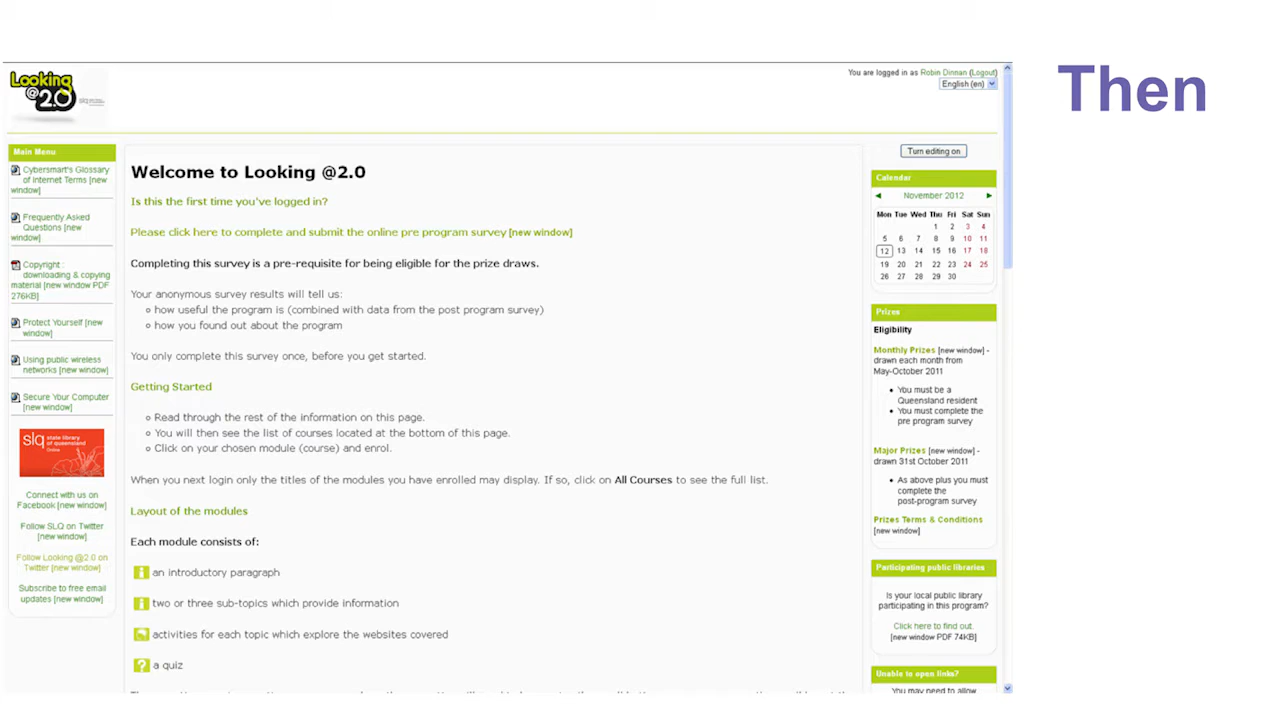 Then
Looking
@2.0
You are logged in as Robin Dinnan (Logout)
English (en)
Main Menu
Cybersmart's Glossary
of Internet Terms [new
window]
Frequently Asked
Questions [new
window]
Copyright :
downloading & copying
material [new window PDF
276KB]
Protect Yourself [new
window]
Using public wireless
networks [new window]
Secure Your Computer
[new window]
slq state library
of queensland
Online
Connect with us on
Facebook [new window]
Follow SLQ on Twitter
[new window]
Follow Looking @2.0 on
Twitter [new window]
Subscribe to free email
updates [new window]
Welcome to Looking @2.0
Is this the first time you've logged in?
Please click here to complete and submit the online pre program survey [new window]
Completing this survey is a pre-requisite for being eligible for the prize draws.
Your anonymous survey results will tell us:
how useful the program is (combined with data from the post program survey)
how you found out about the program
You only complete this survey once, before you get started.
Getting Started
Read through the rest of the information on this page.
You will then see the list of courses located at the bottom of this page.
Click on your chosen module (course) and enrol.
When you next login only the titles of the modules you have enrolled may display. If so, click on All Courses to see the full list.
Layout of the modules
Each module consists of:
an introductory paragraph
two or three sub-topics which provide information
activities for each topic which explore the websites covered
a quiz
Turn editing on
Calendar
November 2012
Mon Tue Wed Thu Fri Sat Sun
1 2 3 4
5 6 7 8 9 10 11
12 13 14 15 16 17 18
19 20 21 22 23 24 25
26 27 28 29 30
Prizes
Eligibility
Monthly Prizes [new window] -
drawn each month from
May-October 2011
You must be a
Queensland resident
You must complete the
pre program survey
Major Prizes [new window] -
drawn 31st October 2011
As above plus you must
complete the
post-program survey
Prizes Terms & Conditions
[new window]
Participating public libraries
Is your local public library
participating in this program?
Click here to find out.
[new window PDF 74KB]
Unable to open links?
You may need to allow